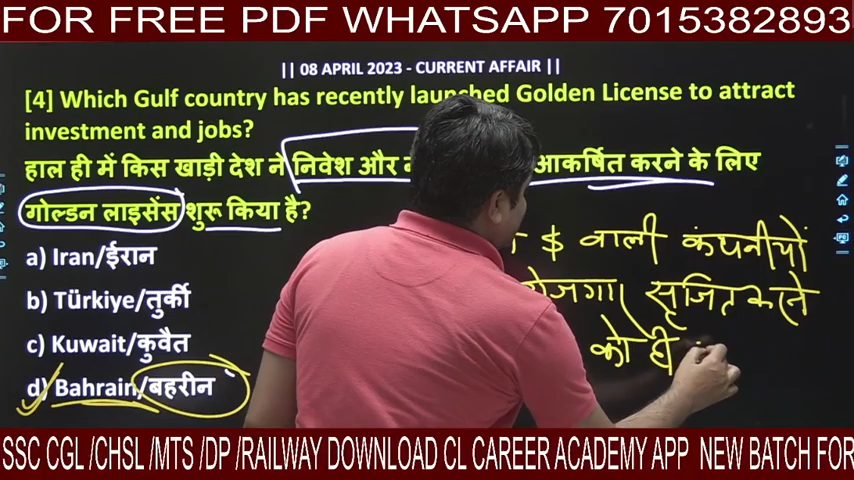 FOR FREE PDF WHATSAPP 7015382893
|| 08 APRIL 2023 - CURRENT AFFAIR ||
[4] Which Gulf country has recently launched Golden License to attract
investment and jobs?
हाल ही में किस खाड़ी देश ने निवेश और आकर्षित करने के लिए
गोल्डन लाइसेंस शुरू किया है?
$ वाली कंपनीयों
a) Iran/ईरान
सृजित करने
b) Türkiye/तुर्की
को ही
c) Kuwait/कुवैत
d) Bahrain/बहरीन
SSC CGL /CHSL /MTS /DP /RAILWAY DOWNLOAD CL CAREER ACADEMY APP NEW BATCH FOR